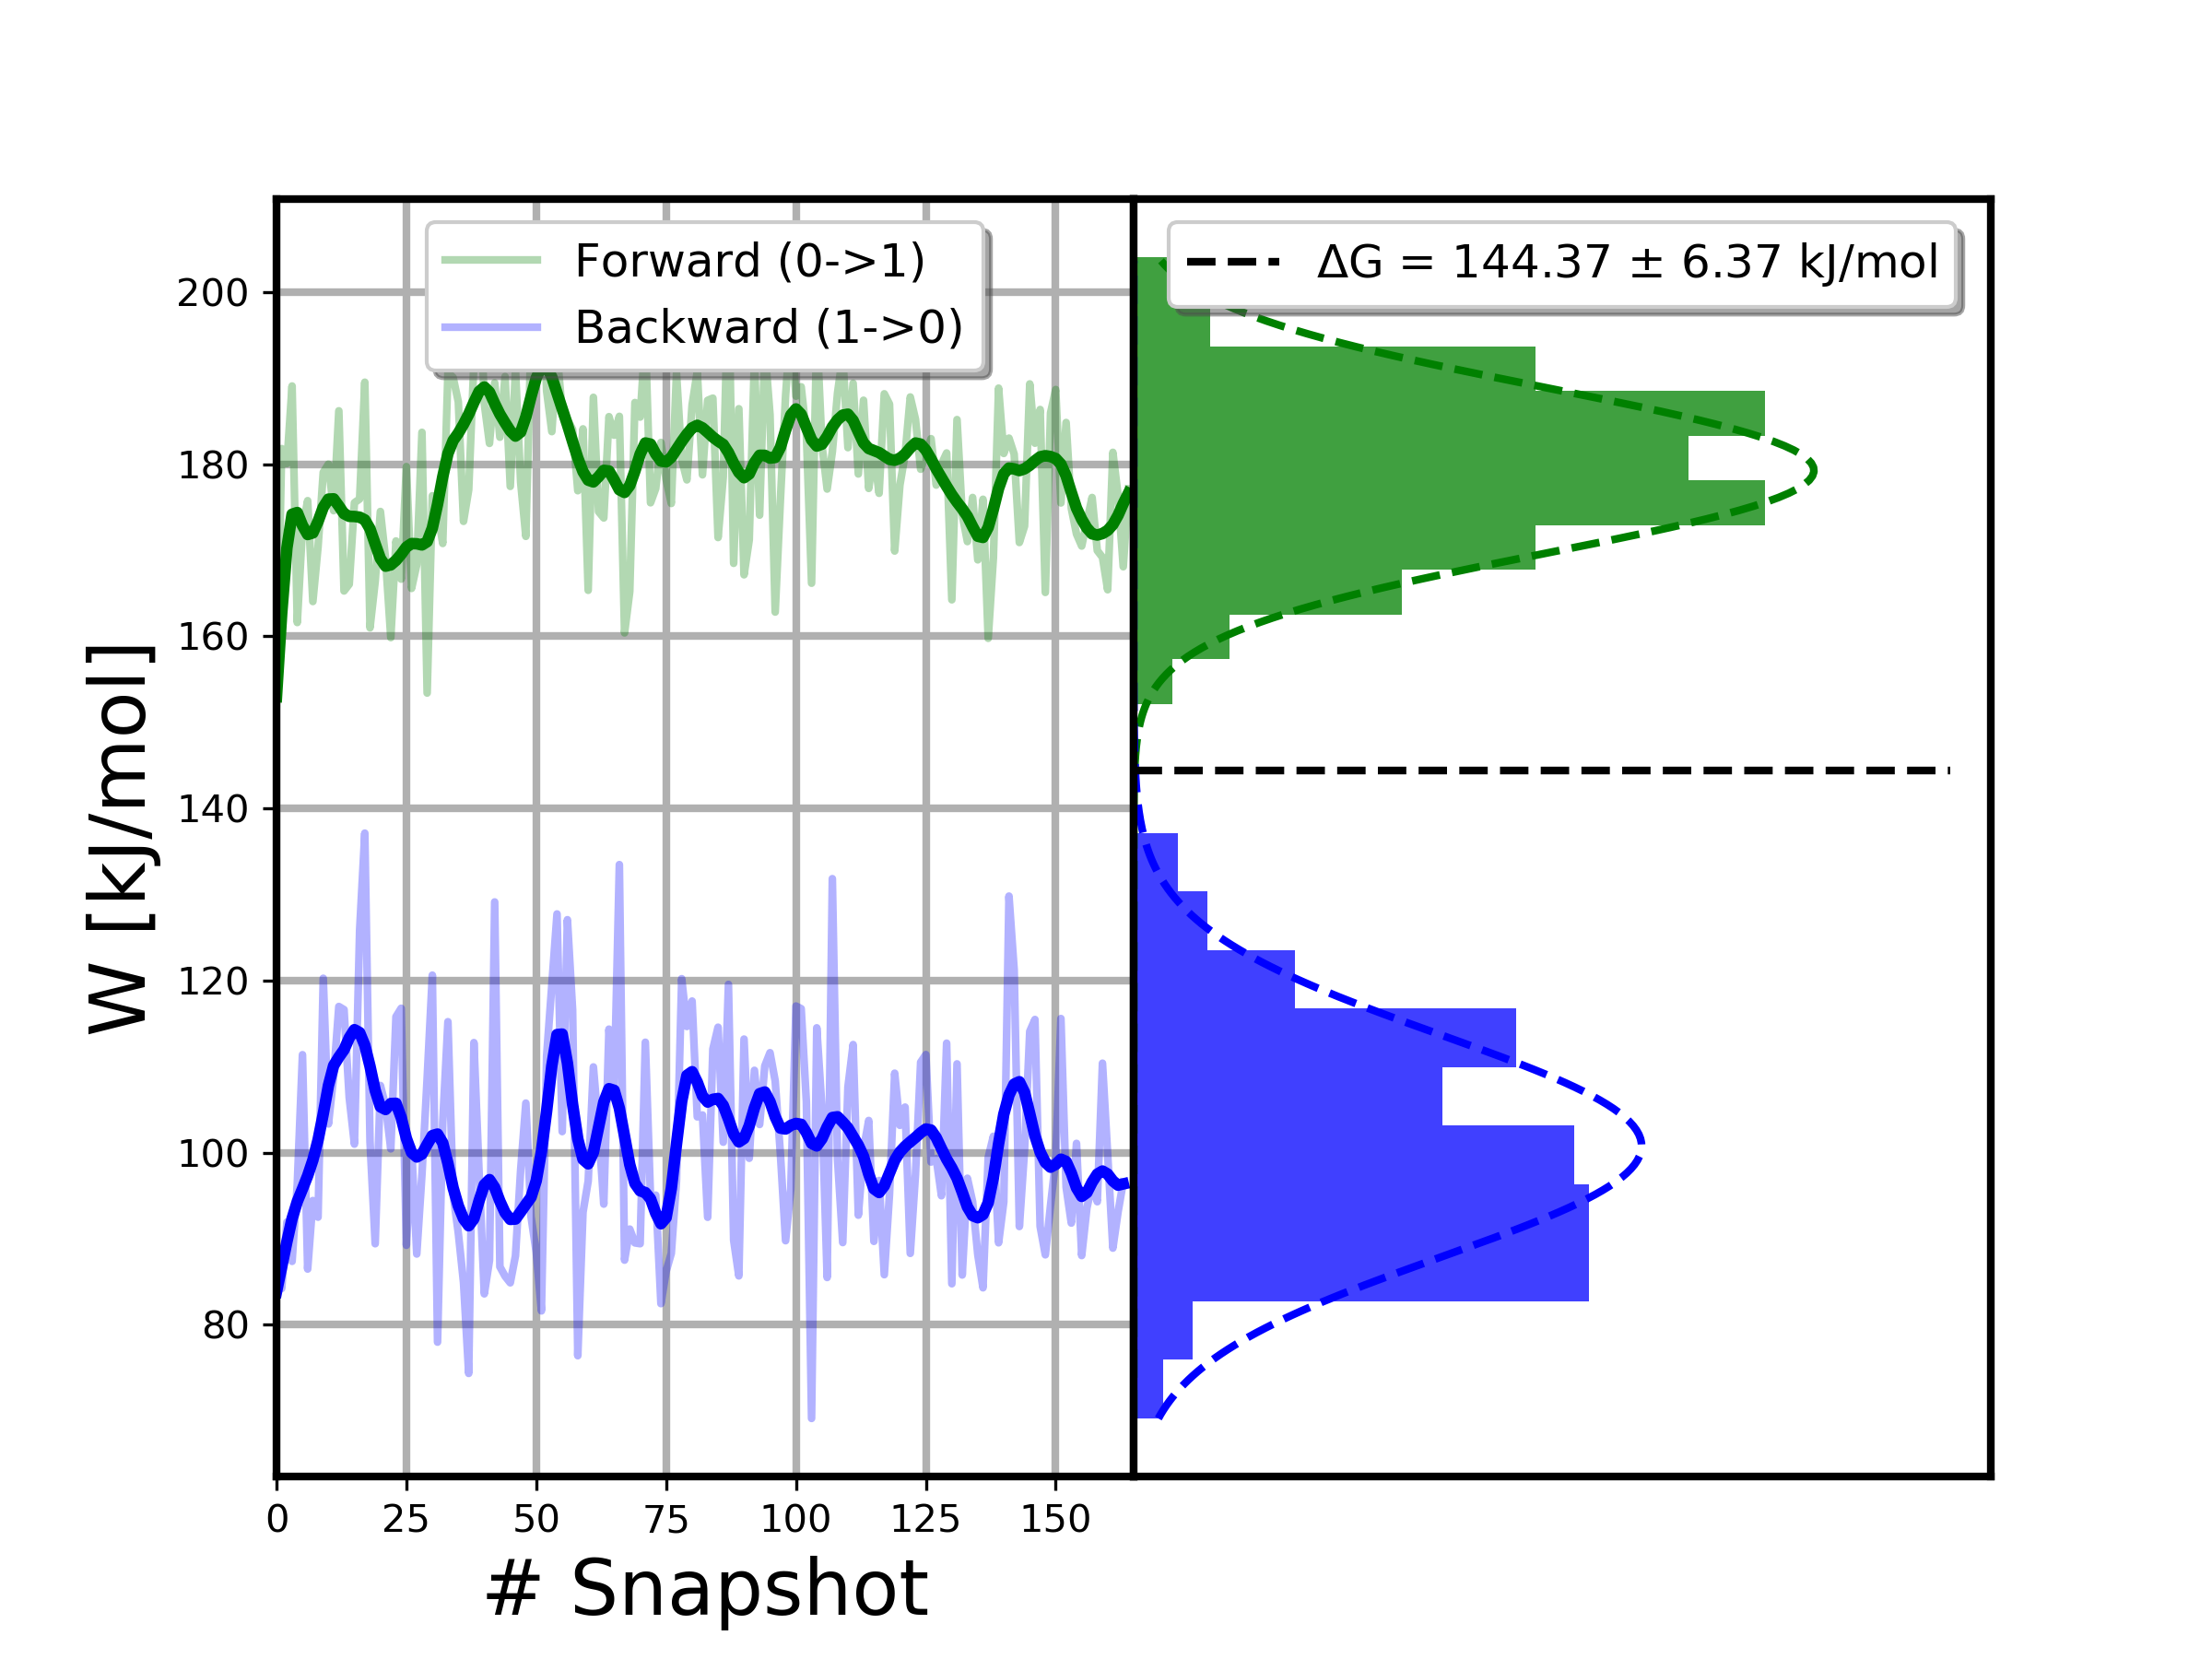 Forward (0->1)
Backward (1->0)
ΔG = 144.37 ± 6.37 kJ/mol
W [kJ/mol]
200
180
160
140
120
100
80
0 25 50 75 100 125 150
# Snapshot